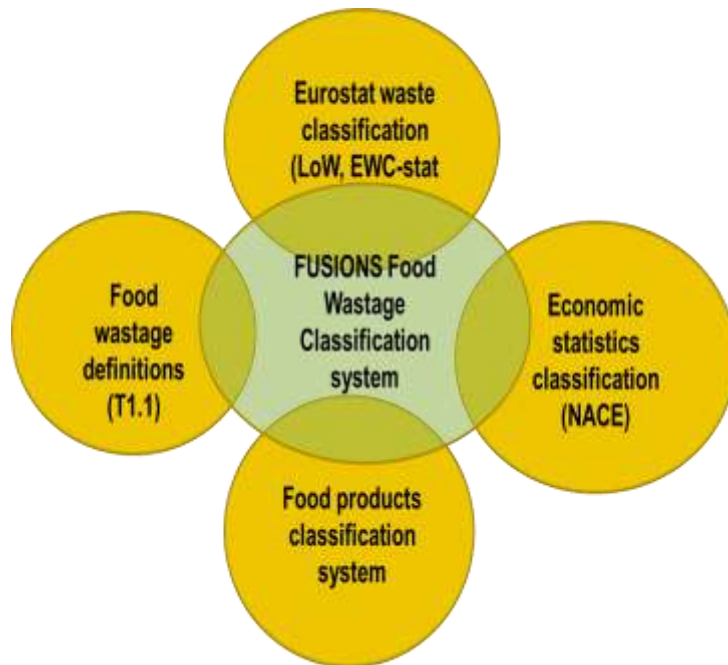 Eurostat waste
classification
(LoW, EWC-stat
FUSIONS Food
Wastage
Classification
system
Food
wastage
definitions
(T1.1)
Economic
statistics
classification
(NACE)
Food products
classification
system